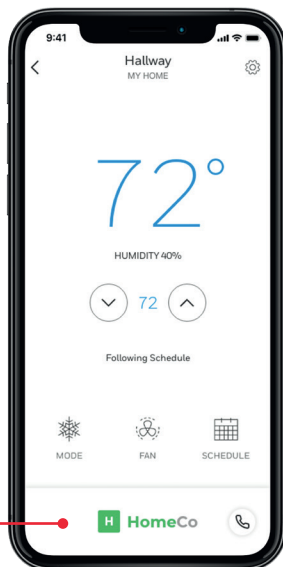 9:41
Hallway
MY HOME
72°
HUMIDITY 40%
72
Following Schedule
MODE FAN SCHEDULE
H HomeCo